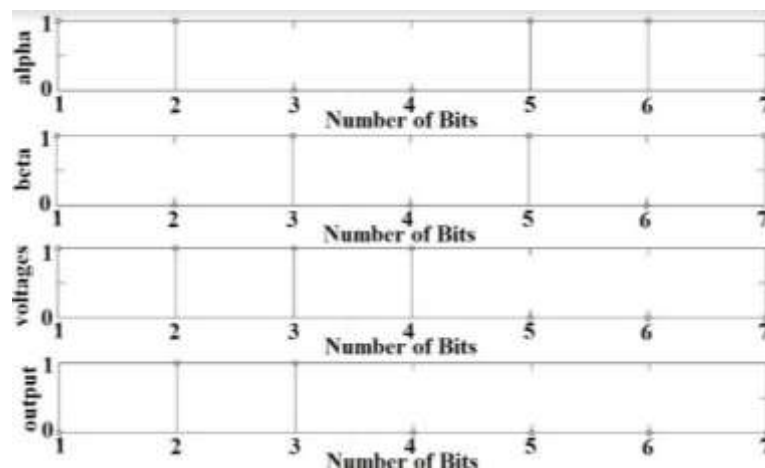 1
alpha
0
1 2 3 4 5 6 7
Number of Bits
1
beta
0
1 2 3 4 5 6 7
Number of Bits
1
voltages
0
1 2 3 4 5 6 7
Number of Bits
1
output
0
1 2 3 4 5 6 7
Number of Bits